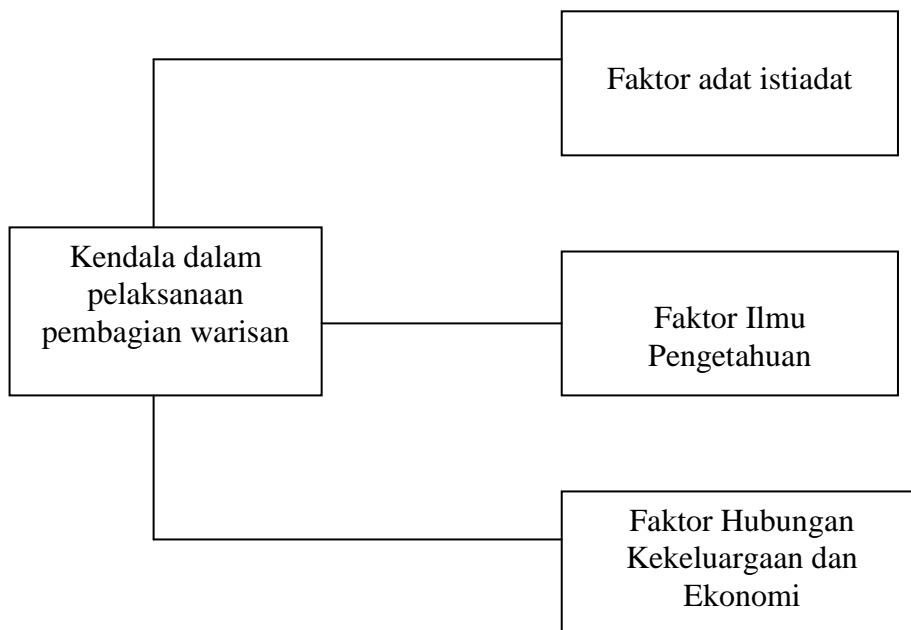 Faktor adat istiadat
Kendala dalam
pelaksanaan
pembagian warisan
Faktor Ilmu
Pengetahuan
Faktor Hubungan
Kekeluargaan dan
Ekonomi